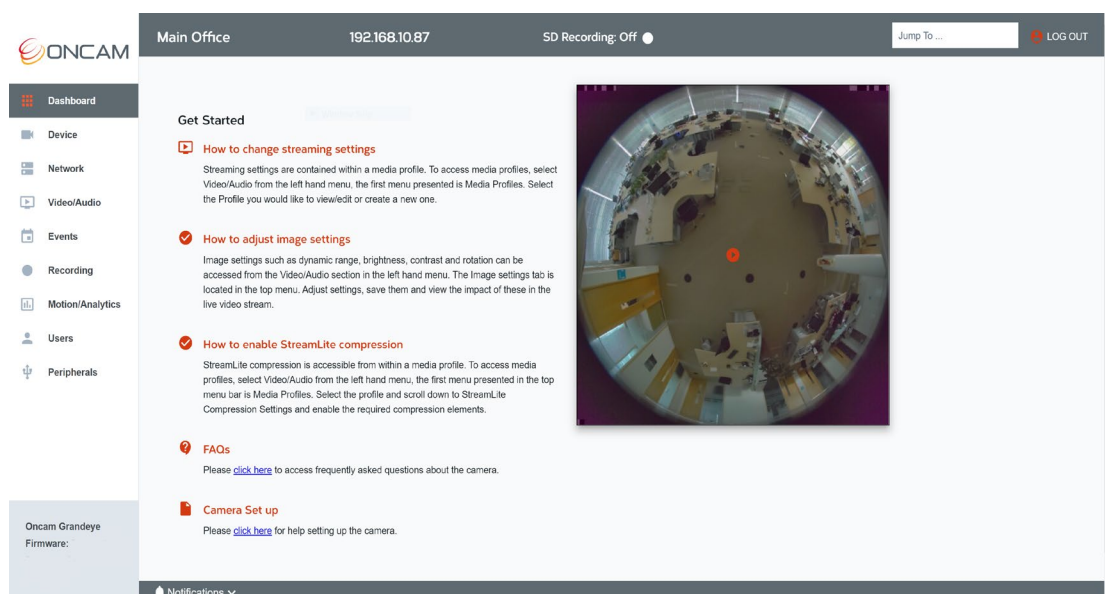 ONCAM
Main Office
192.168.10.87
SD Recording: Off
Jump To ...
LOG OUT
Dashboard
Device
Network
Video/Audio
Events
Recording
Motion/Analytics
Users
Peripherals
Oncam Grandeye
Firmware:
Get Started
How to change streaming settings
Streaming settings are contained within a media profile. To access media profiles, select
Video/Audio from the left hand menu, the first menu presented is Media Profiles. Select
the Profile you would like to view/edit or create a new one.
How to adjust image settings
Image settings such as dynamic range, brightness, contrast and rotation can be
accessed from the Video/Audio section in the left hand menu. The Image settings tab is
located in the top menu. Adjust settings, save them and view the impact of these in the
live video stream.
How to enable StreamLite compression
StreamLite compression is accessible from within a media profile. To access media
profiles, select Video/Audio from the left hand menu, the first menu presented in the top
menu bar is Media Profiles. Select the profile and scroll down to StreamLite
Compression Settings and enable the required compression elements.
FAQs
Please click here to access frequently asked questions about the camera.
Camera Set up
Please click here for help setting up the camera.
Notifications